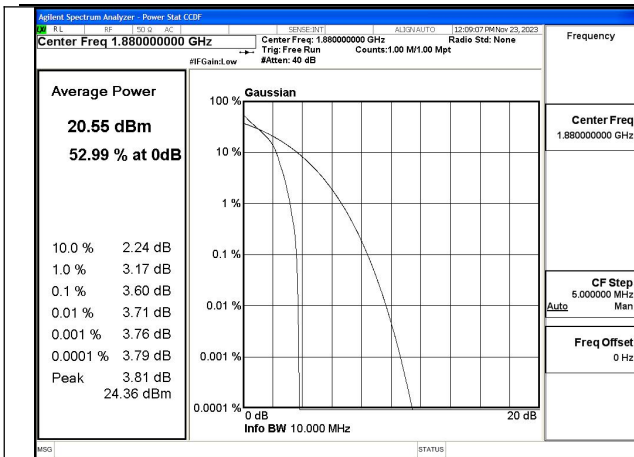 Agilent Spectrum Analyzer - Power Stat CCDF
RL RF 50 Ω AC SENSE:INT ALIGN AUTO 12:09:07 PM Nov 23, 2023
Center Freq 1.880000000 GHz
Center Freq: 1.880000000 GHz Radio Std: None
Trig: Free Run Counts:1.00 M/1.00 Mpt
#IFGain:Low #Atten: 40 dB
Frequency
Average Power
20.55 dBm
52.99 % at 0dB
10.0 % 2.24 dB
1.0 % 3.17 dB
0.1 % 3.60 dB
0.01 % 3.71 dB
0.001 % 3.76 dB
0.0001 % 3.79 dB
Peak 3.81 dB
24.36 dBm
Gaussian
100 %
10 %
1 %
0.1 %
0.01 %
0.001 %
0.0001 %
0 dB 20 dB
Info BW 10.000 MHz
Center Freq
1.880000000 GHz
CF Step
5.000000 MHz
Auto Man
Freq Offset
0 Hz
MSG STATUS